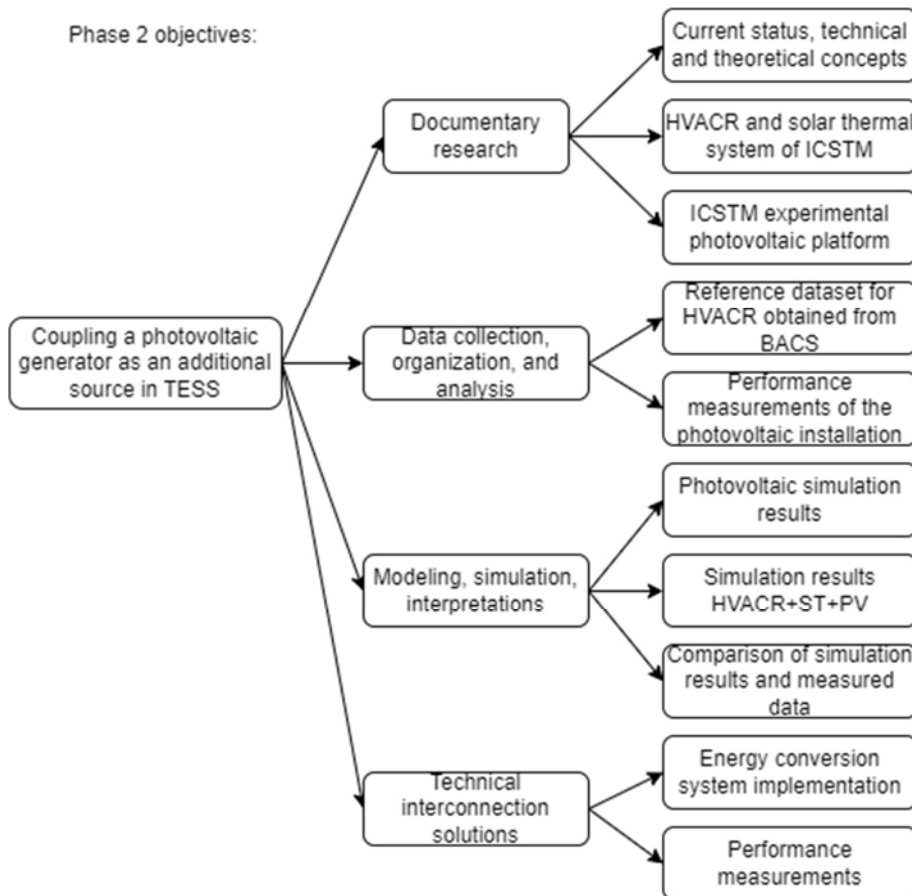 Phase 2 objectives:
Coupling a photovoltaic
generator as an additional
source in TESS
Documentary
research
Current status, technical
and theoretical concepts
HVACR and solar thermal
system of ICSTM
ICSTM experimental
photovoltaic platform
Data collection,
organization, and
analysis
Reference dataset for
HVACR obtained from
BACS
Performance
measurements of the
photovoltaic installation
Modeling, simulation,
interpretations
Photovoltaic simulation
results
Simulation results
HVACR+ST+PV
Comparison of simulation
results and measured
data
Technical
interconnection
solutions
Energy conversion
system implementation
Performance
measurements